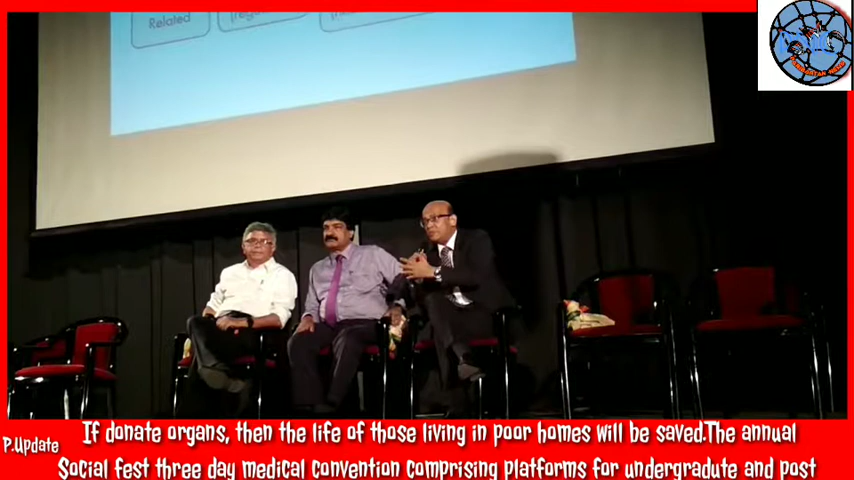 Related
P.Update
If donate organs, then the life of those living in poor homes will be saved.The annual
Social fest three day medical convention comprising platforms for undergradute and post